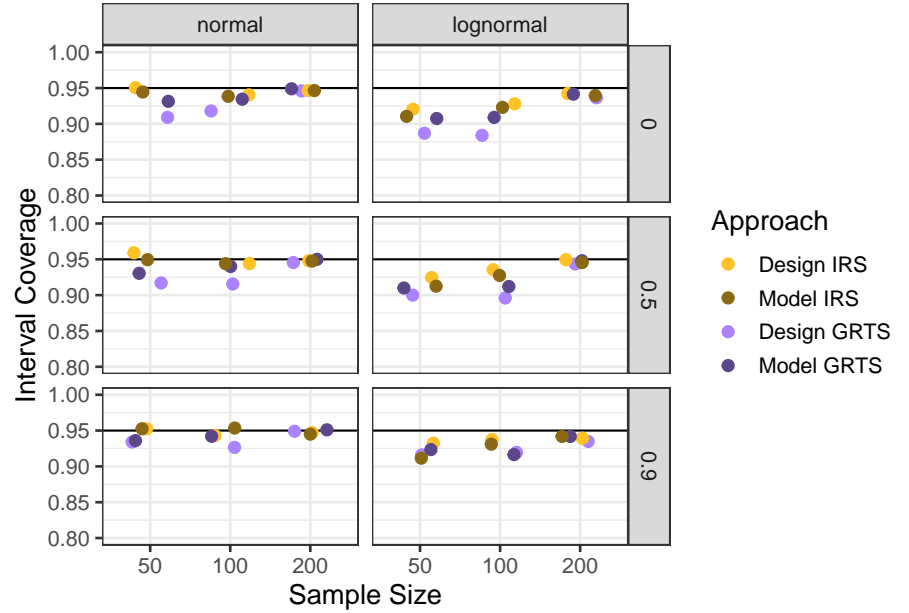 normal
lognormal
1.00
0.95
0.90
0.85
0.80
0
1.00
0.95
0.90
0.85
0.80
0.5
1.00
0.95
0.90
0.85
0.80
0.9
50
100
200
50
100
200
Interval Coverage
Sample Size
Approach
Design IRS
Model IRS
Design GRTS
Model GRTS